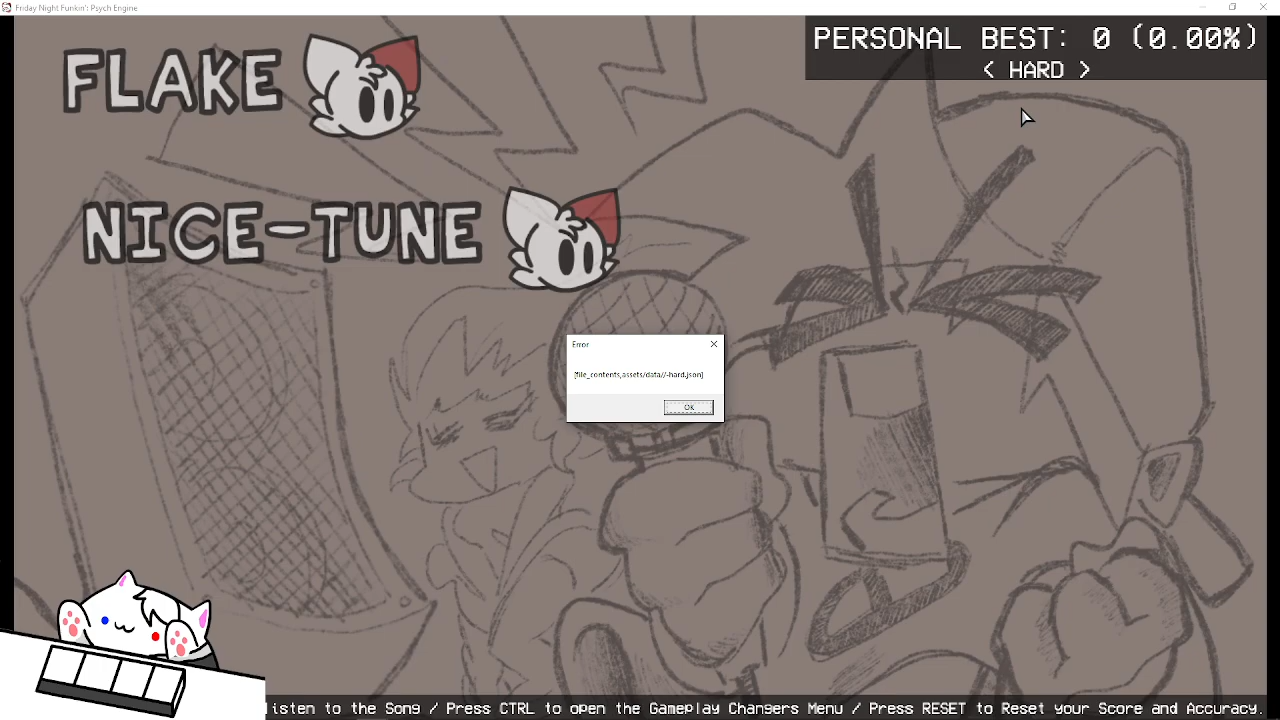 Friday Night Funkin': Psych Engine
PERSONAL BEST: 0 (0.00%)
< HARD >
FLAKE
NICE-TUNE
Error
[file_contents,assets/data//-hard.json]
OK
listen to the Song / Press CTRL to open the Gameplay Changers Menu / Press RESET to Reset your Score and Accuracy.